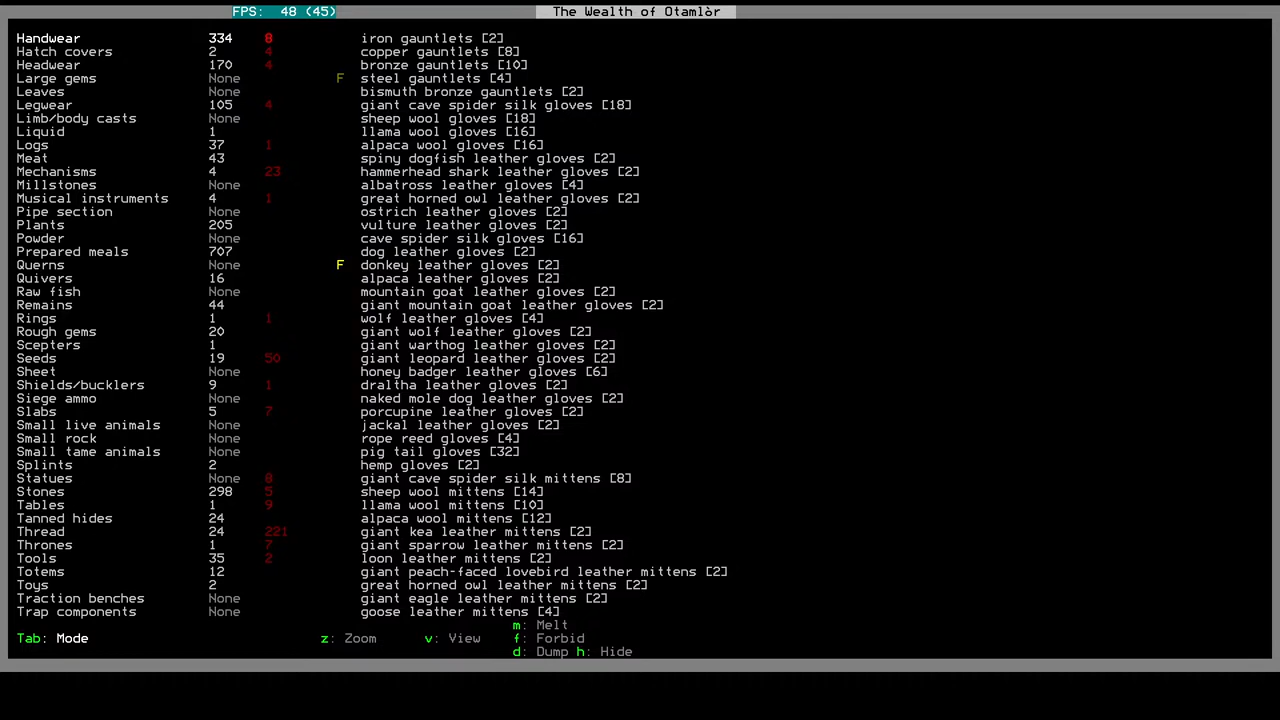 FPS: 48 (45) The Wealth of Otamlòr
Handwear 334 8 iron gauntlets [2]
Hatch covers 2 4 copper gauntlets [8]
Headwear 170 4 bronze gauntlets [10]
Large gems None F steel gauntlets [4]
Leaves None bismuth bronze gauntlets [2]
Legwear 105 4 giant cave spider silk gloves [18]
Limb/body casts None sheep wool gloves [18]
Liquid 1 llama wool gloves [16]
Logs 37 1 alpaca wool gloves [16]
Meat 43 spiny dogfish leather gloves [2]
Mechanisms 4 23 hammerhead shark leather gloves [2]
Millstones None albatross leather gloves [4]
Musical instruments 4 1 great horned owl leather gloves [2]
Pipe section None ostrich leather gloves [2]
Plants 205 vulture leather gloves [2]
Powder None cave spider silk gloves [16]
Prepared meals 707 dog leather gloves [2]
Querns None F donkey leather gloves [2]
Quivers 16 alpaca leather gloves [2]
Raw fish None mountain goat leather gloves [2]
Remains 44 giant mountain goat leather gloves [2]
Rings 1 1 wolf leather gloves [4]
Rough gems 20 giant wolf leather gloves [2]
Scepters 1 giant warthog leather gloves [2]
Seeds 19 50 giant leopard leather gloves [2]
Sheet None honey badger leather gloves [6]
Shields/bucklers 9 1 draltha leather gloves [2]
Siege ammo None naked mole dog leather gloves [2]
Slabs 5 7 porcupine leather gloves [2]
Small live animals None jackal leather gloves [2]
Small rock None rope reed gloves [4]
Small tame animals None pig tail gloves [32]
Splints 2 hemp gloves [2]
Statues None 8 giant cave spider silk mittens [8]
Stones 298 5 sheep wool mittens [14]
Tables 1 9 llama wool mittens [10]
Tanned hides 24 alpaca wool mittens [12]
Thread 24 221 giant kea leather mittens [2]
Thrones 1 7 giant sparrow leather mittens [2]
Tools 35 2 loon leather mittens [2]
Totems 12 giant peach-faced lovebird leather mittens [2]
Toys 2 great horned owl leather mittens [2]
Traction benches None giant eagle leather mittens [2]
Trap components None goose leather mittens [4]
m: Melt
Tab: Mode z: Zoom v: View f: Forbid
d: Dump h: Hide